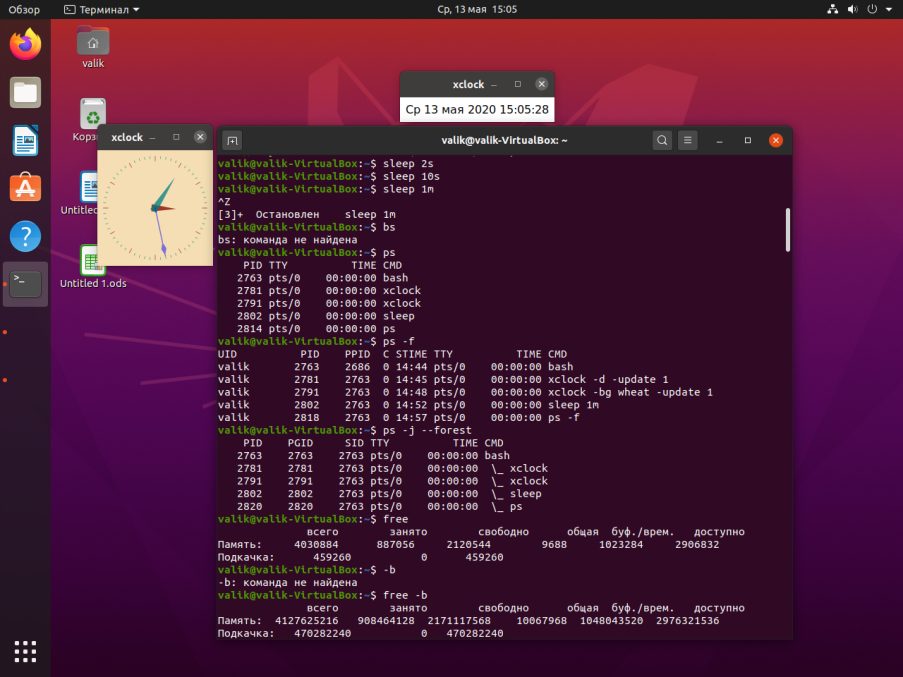 Обзор
Терминал
Ср, 13 мая 15:05
valik
xclock
Ср 13 мая 2020 15:05:28
xclock
Untitled 1.ods
valik@valik-VirtualBox: ~
valik@valik-VirtualBox:~$ sleep 2s
valik@valik-VirtualBox:~$ sleep 10s
valik@valik-VirtualBox:~$ sleep 1m
^Z
[3]+ Остановлен sleep 1m
valik@valik-VirtualBox:~$ bs
bs: команда не найдена
valik@valik-VirtualBox:~$ ps
PID TTY TIME CMD
2763 pts/0 00:00:00 bash
2781 pts/0 00:00:00 xclock
2791 pts/0 00:00:00 xclock
2802 pts/0 00:00:00 sleep
2814 pts/0 00:00:00 ps
valik@valik-VirtualBox:~$ ps -f
UID PID PPID C STIME TTY TIME CMD
valik 2763 2686 0 14:44 pts/0 00:00:00 bash
valik 2781 2763 0 14:45 pts/0 00:00:00 xclock -d -update 1
valik 2791 2763 0 14:48 pts/0 00:00:00 xclock -bg wheat -update 1
valik 2802 2763 0 14:52 pts/0 00:00:00 sleep 1m
valik 2818 2763 0 14:57 pts/0 00:00:00 ps -f
valik@valik-VirtualBox:~$ ps -j --forest
PID PGID SID TTY TIME CMD
2763 2763 2763 pts/0 00:00:00 bash
2781 2781 2763 pts/0 00:00:00 \_ xclock
2791 2791 2763 pts/0 00:00:00 \_ xclock
2802 2802 2763 pts/0 00:00:00 \_ sleep
2820 2820 2763 pts/0 00:00:00 \_ ps
valik@valik-VirtualBox:~$ free
всего занято свободно общая буф./врем. доступно
Память: 4030884 887056 2120544 9688 1023284 2906832
Подкачка: 459260 0 459260
valik@valik-VirtualBox:~$ -b
-b: команда не найдена
valik@valik-VirtualBox:~$ free -b
всего занято свободно общая буф./врем. доступно
Память: 4127625216 908464128 2171117568 10067968 1048043520 2976321536
Подкачка: 470282240 0 470282240